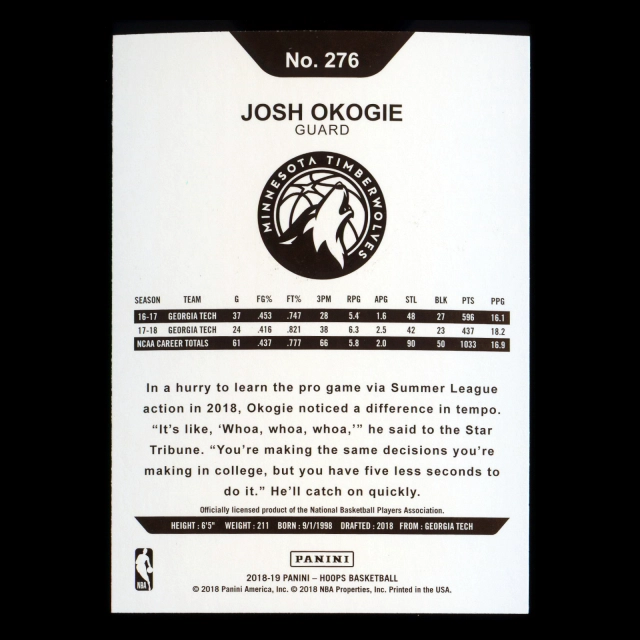 No. 276
JOSH OKOGIE
GUARD
MINNESOTA TIMBERWOLVES
SEASON TEAM G FG% FT% 3PM RPG APG STL BLK PTS PPG
16-17 GEORGIA TECH 37 .453 .747 28 5.4 1.6 48 27 596 16.1
17-18 GEORGIA TECH 24 .416 .821 38 6.3 2.5 42 23 437 18.2
NCAA CAREER TOTALS 61 .437 .777 66 5.8 2.0 90 50 1033 16.9
In a hurry to learn the pro game via Summer League
action in 2018, Okogie noticed a difference in tempo.
“It’s like, ‘Whoa, whoa, whoa,’” he said to the Star
Tribune. “You’re making the same decisions you’re
making in college, but you have five less seconds to
do it.” He’ll catch on quickly.
Officially licensed product of the National Basketball Players Association.
HEIGHT : 6'5" WEIGHT : 211 BORN : 9/1/1998 DRAFTED : 2018 FROM : GEORGIA TECH
PANINI
NBA
2018-19 PANINI – HOOPS BASKETBALL
© 2018 Panini America, Inc. © 2018 NBA Properties, Inc. Printed in the USA.